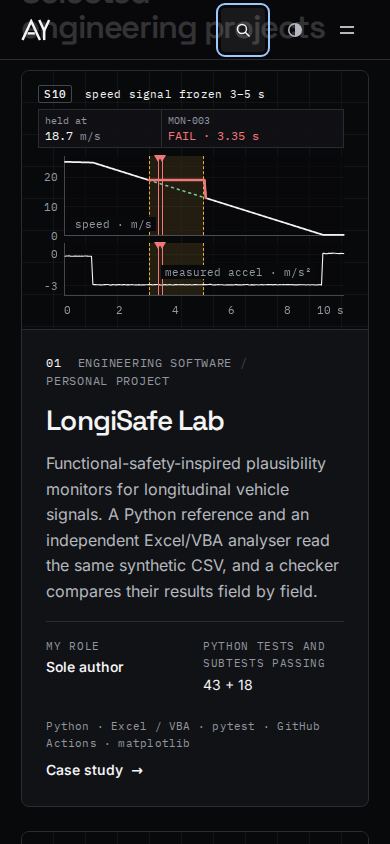 Selected
AY
engineering projects
S10 speed signal frozen 3–5 s
held at
18.7 m/s
MON-003
FAIL · 3.35 s
20
10
0
speed · m/s
0
-3
measured accel · m/s²
0 2 4 6 8 10 s
01 ENGINEERING SOFTWARE /
PERSONAL PROJECT
LongiSafe Lab
Functional-safety-inspired plausibility
monitors for longitudinal vehicle
signals. A Python reference and an
independent Excel/VBA analyser read
the same synthetic CSV, and a checker
compares their results field by field.
MY ROLE
Sole author
PYTHON TESTS AND
SUBTESTS PASSING
43 + 18
Python · Excel / VBA · pytest · GitHub
Actions · matplotlib
Case study →